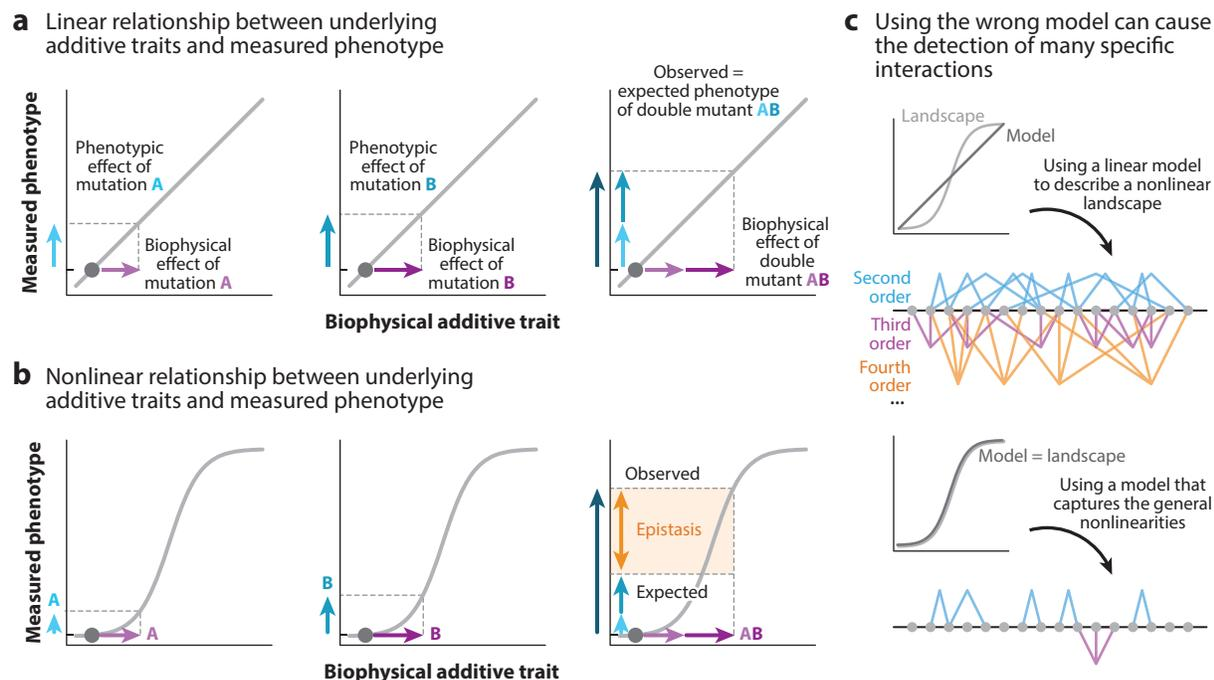 a Linear relationship between underlying
additive traits and measured phenotype
Measured phenotype
Phenotypic
effect of
mutation A
Biophysical
effect of
mutation A
Phenotypic
effect of
mutation B
Biophysical
effect of
mutation B
Observed =
expected phenotype
of double mutant AB
Biophysical
effect of
double
mutant AB
Biophysical additive trait
b Nonlinear relationship between underlying
additive traits and measured phenotype
Measured phenotype
A
A
B
B
Observed
Epistasis
Expected
AB
Biophysical additive trait
c Using the wrong model can cause
the detection of many specific
interactions
Landscape
Model
Using a linear model
to describe a nonlinear
landscape
Second
order
Third
order
Fourth
order
...
Model = landscape
Using a model that
captures the general
nonlinearities